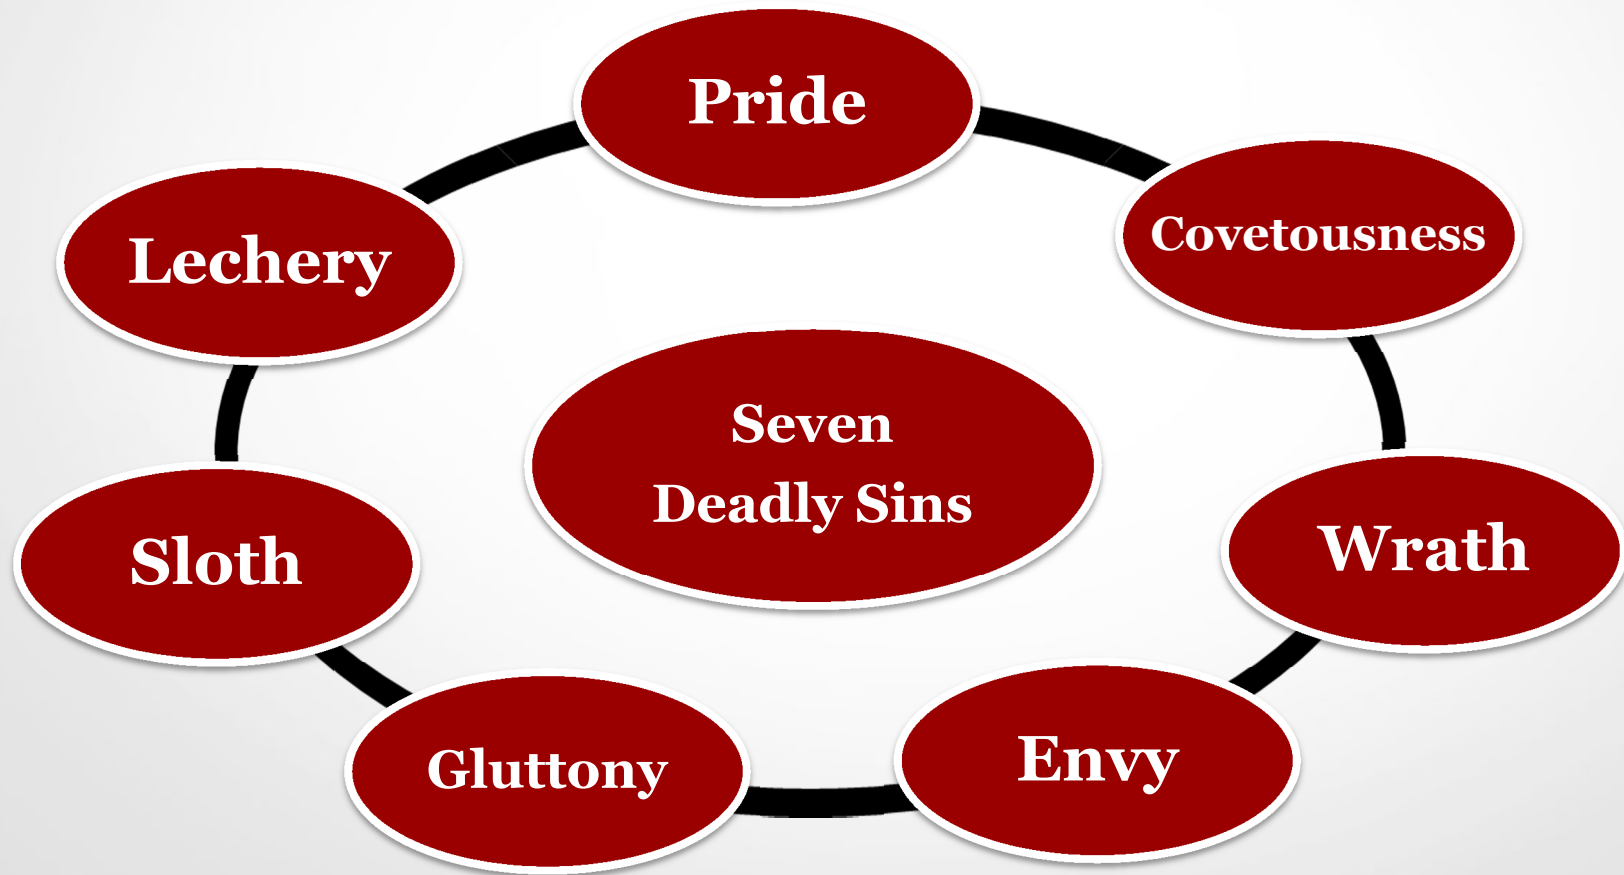 Pride
Covetousness
Lechery
Seven
Deadly Sins
Wrath
Sloth
Envy
Gluttony